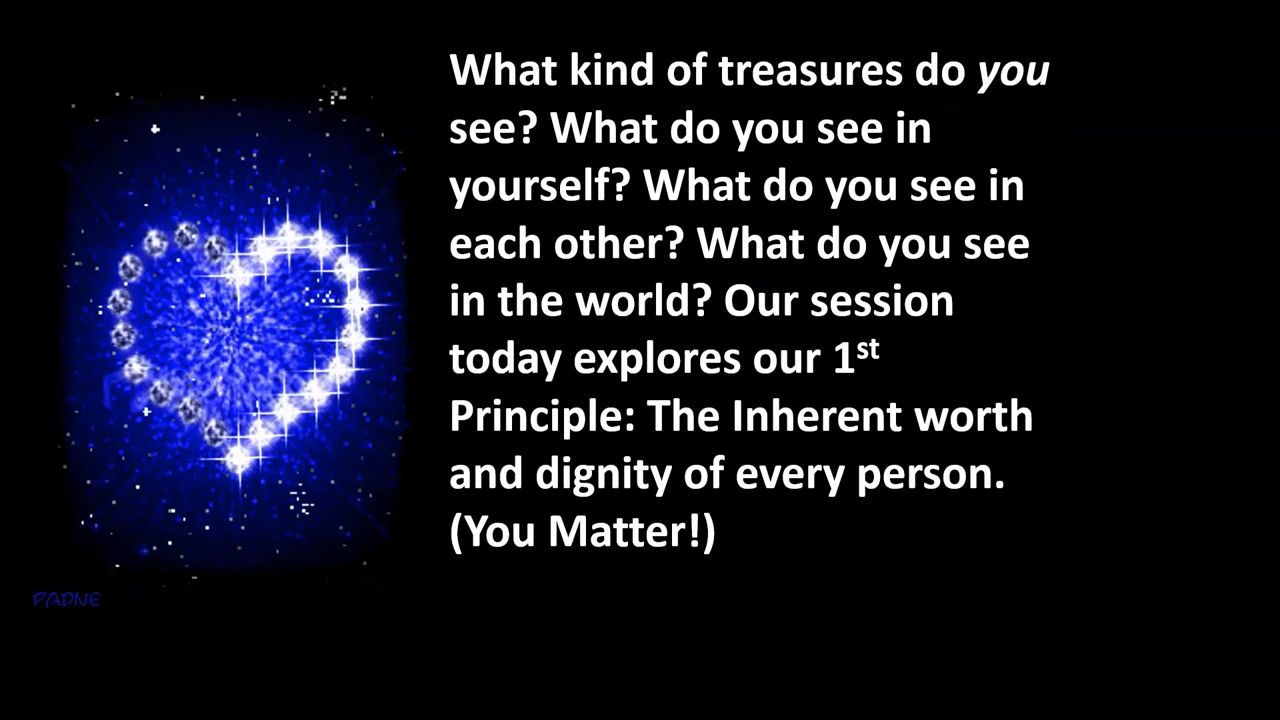 What kind of treasures do you
see? What do you see in
yourself? What do you see in
each other? What do you see
in the world? Our session
today explores our 1st
Principle: The Inherent worth
and dignity of every person.
(You Matter!)
PADNE